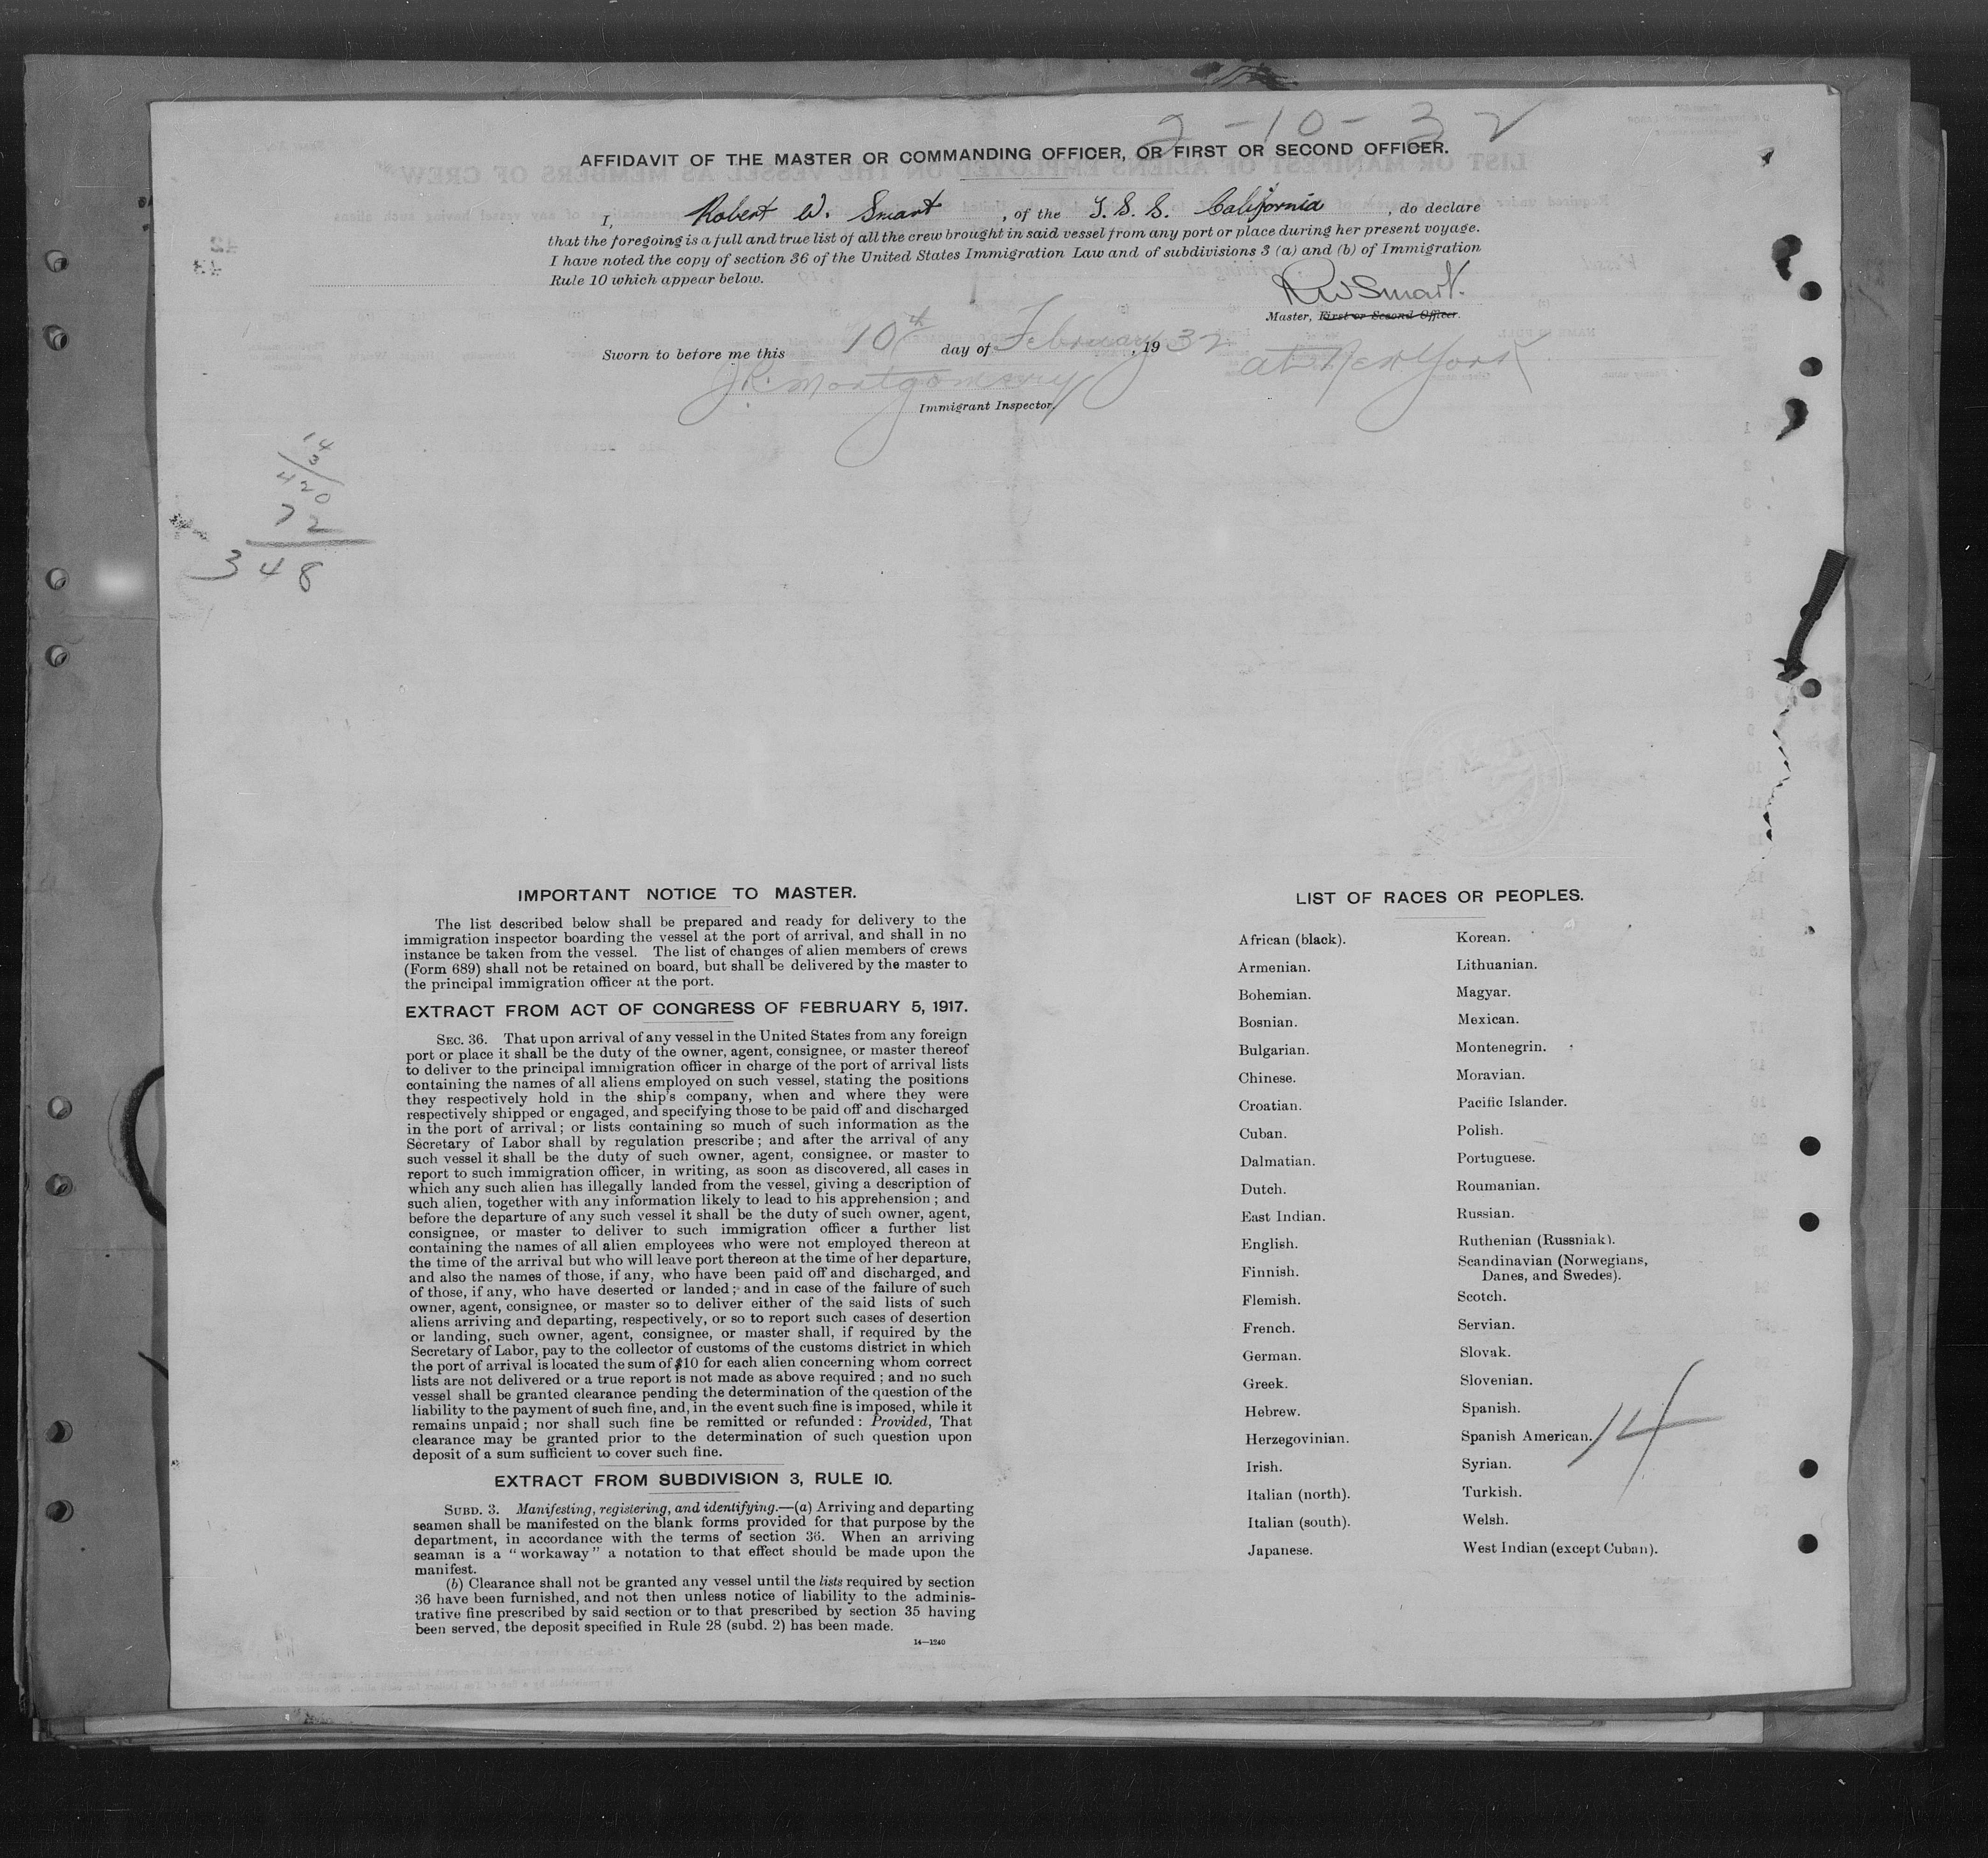 2-10-32
AFFIDAVIT OF THE MASTER OR COMMANDING OFFICER, OR FIRST OR SECOND OFFICER.
I, Robert W. Smart, of the T. S. S. California, do declare
that the foregoing is a full and true list of all the crew brought in said vessel from any port or place during her present voyage.
I have noted the copy of section 36 of the United States Immigration Law and of subdivisions 3 (a) and (b) of Immigration
Rule 10 which appear below.
RWSmart.
Master, First or Second Officer.
Sworn to before me this 10th day of February, 1932 at New York
J R Montgomery
Immigrant Inspector.
14
3
420
72
348
IMPORTANT NOTICE TO MASTER.
The list described below shall be prepared and ready for delivery to the
immigration inspector boarding the vessel at the port of arrival, and shall in no
instance be taken from the vessel. The list of changes of alien members of crews
(Form 689) shall not be retained on board, but shall be delivered by the master to
the principal immigration officer at the port.
EXTRACT FROM ACT OF CONGRESS OF FEBRUARY 5, 1917.
SEC. 36. That upon arrival of any vessel in the United States from any foreign
port or place it shall be the duty of the owner, agent, consignee, or master thereof
to deliver to the principal immigration officer in charge of the port of arrival lists
containing the names of all aliens employed on such vessel, stating the positions
they respectively hold in the ship's company, when and where they were
respectively shipped or engaged, and specifying those to be paid off and discharged
in the port of arrival; or lists containing so much of such information as the
Secretary of Labor shall by regulation prescribe; and after the arrival of any
such vessel it shall be the duty of such owner, agent, consignee, or master to
report to such immigration officer, in writing, as soon as discovered, all cases in
which any such alien has illegally landed from the vessel, giving a description of
such alien, together with any information likely to lead to his apprehension; and
before the departure of any such vessel it shall be the duty of such owner, agent,
consignee, or master to deliver to such immigration officer a further list
containing the names of all alien employees who were not employed thereon at
the time of the arrival but who will leave port thereon at the time of her departure,
and also the names of those, if any, who have been paid off and discharged, and
of those, if any, who have deserted or landed; and in case of the failure of such
owner, agent, consignee, or master so to deliver either of the said lists of such
aliens arriving and departing, respectively, or so to report such cases of desertion
or landing, such owner, agent, consignee, or master shall, if required by the
Secretary of Labor, pay to the collector of customs of the customs district in which
the port of arrival is located the sum of $10 for each alien concerning whom correct
lists are not delivered or a true report is not made as above required; and no such
vessel shall be granted clearance pending the determination of the question of the
liability to the payment of such fine, and, in the event such fine is imposed, while it
remains unpaid; nor shall such fine be remitted or refunded: Provided, That
clearance may be granted prior to the determination of such question upon
deposit of a sum sufficient to cover such fine.
EXTRACT FROM SUBDIVISION 3, RULE 10.
SUBD. 3. Manifesting, registering, and identifying.—(a) Arriving and departing
seamen shall be manifested on the blank forms provided for that purpose by the
department, in accordance with the terms of section 36. When an arriving
seaman is a "workaway" a notation to that effect should be made upon the
manifest.
(b) Clearance shall not be granted any vessel until the lists required by section
36 have been furnished, and not then unless notice of liability to the adminis-
trative fine prescribed by said section or to that prescribed by section 35 having
been served, the deposit specified in Rule 28 (subd. 2) has been made.
14—1240
LIST OF RACES OR PEOPLES.
African (black).
Armenian.
Bohemian.
Bosnian.
Bulgarian.
Chinese.
Croatian.
Cuban.
Dalmatian.
Dutch.
East Indian.
English.
Finnish.
Flemish.
French.
German.
Greek.
Hebrew.
Herzegovinian.
Irish.
Italian (north).
Italian (south).
Japanese.
Korean.
Lithuanian.
Magyar.
Mexican.
Montenegrin.
Moravian.
Pacific Islander.
Polish.
Portuguese.
Roumanian.
Russian.
Ruthenian (Russniak).
Scandinavian (Norwegians,
Danes, and Swedes).
Scotch.
Servian.
Slovak.
Slovenian.
Spanish.
Spanish American.
Syrian.
Turkish.
Welsh.
West Indian (except Cuban).
14